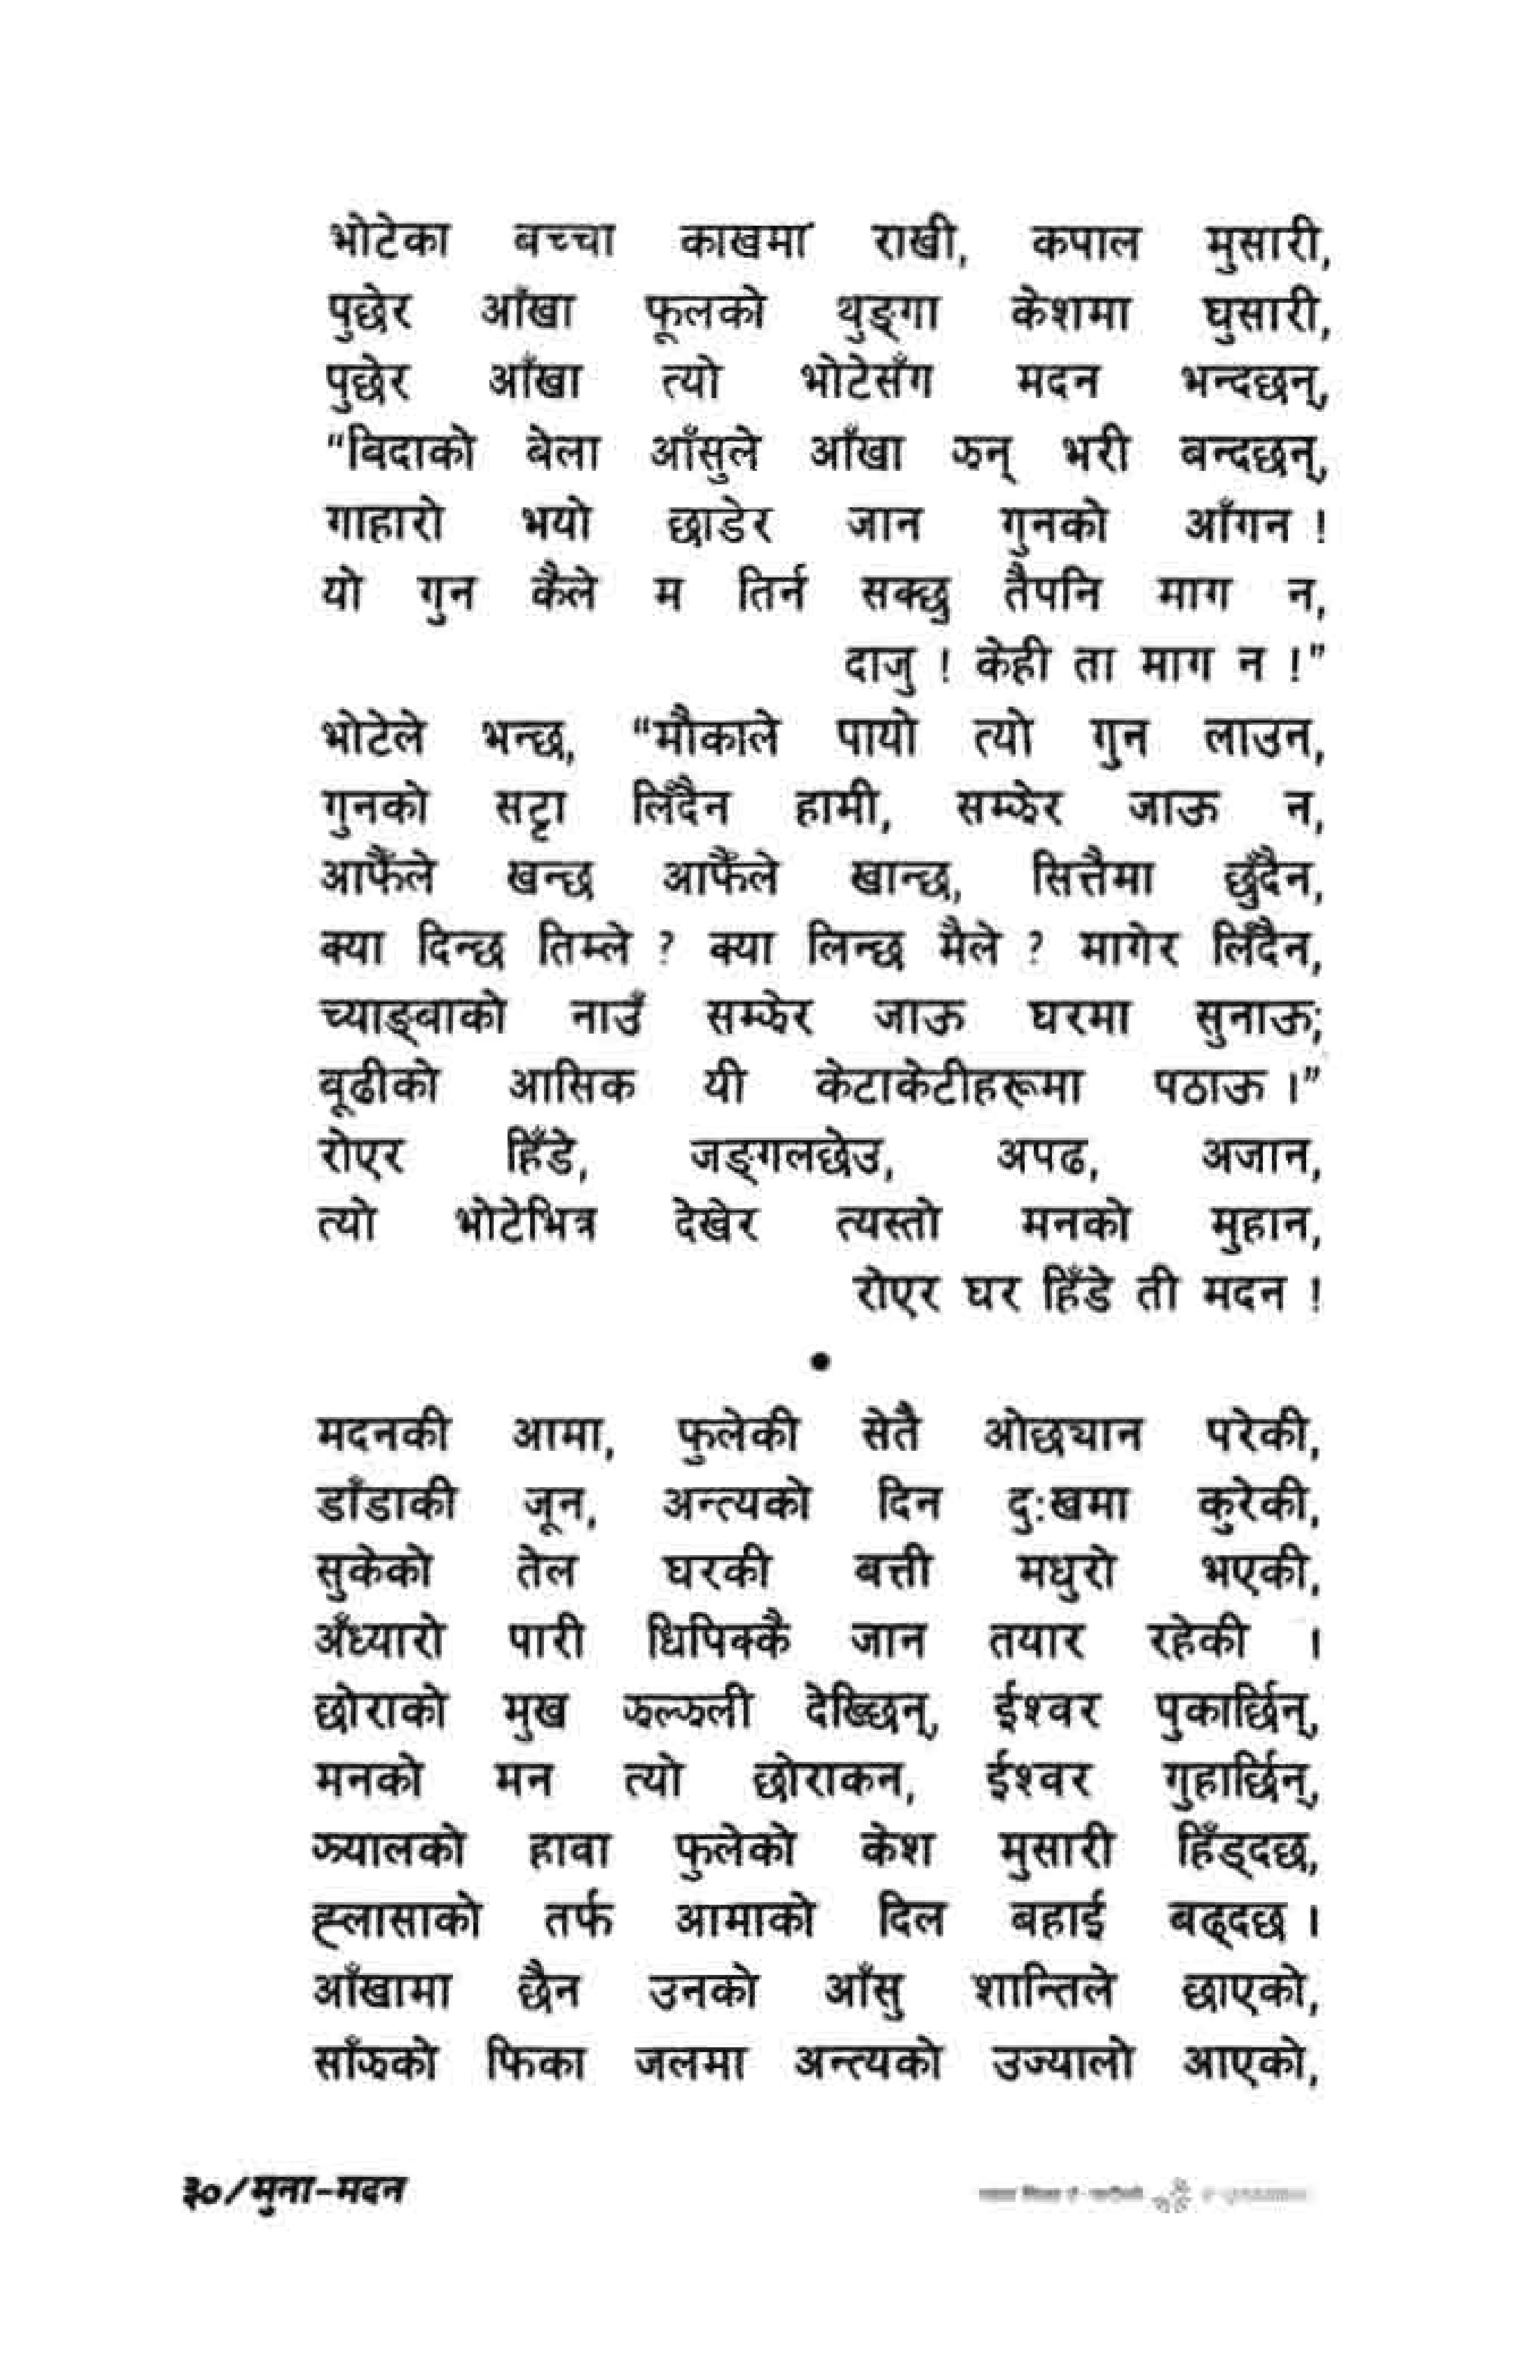 भोटेका बच्चा काखमा राखी, कपाल मुसारी,
पुछेर आँखा फूलको थुङ्गा केशमा घुसारी,
पुछेर आँखा त्यो भोटेसँग मदन भन्दछन्,
“बिदाको बेला आँसुले आँखा झन् भरी बन्दछन्,
गाहारो भयो छाडेर जान गुनको आँगन !
यो गुन कैले म तिर्न सक्छु तैपनि माग न,
दाजु ! केही ता माग न !”
भोटेले भन्छ, “मौकाले पायो त्यो गुन लाउन,
गुनको सट्टा लिँदैन हामी, सम्झेर जाऊ न,
आफैँले खन्छ आफैँले खान्छ, सित्तैमा छुँदैन,
क्या दिन्छ तिम्ले ? क्या लिन्छ मैले ? मागेर लिँदैन,
च्याङ्बाको नाउँ सम्झेर जाऊ घरमा सुनाऊ;
बूढीको आसिक यी केटाकेटीहरूमा पठाऊ ।”
रोएर हिँडे, जङ्गलछेउ, अपढ, अजान,
त्यो भोटेभित्र देखेर त्यस्तो मनको मुहान,
रोएर घर हिँडे ती मदन !
•
मदनकी आमा, फुलेकी सेतै ओछ्यान परेकी,
डाँडाकी जून, अन्त्यको दिन दुःखमा कुरेकी,
सुकेको तेल घरकी बत्ती मधुरो भएकी,
अँध्यारो पारी धिपिक्कै जान तयार रहेकी ।
छोराको मुख झल्झली देख्छिन्, ईश्वर पुकार्छिन्,
मनको मन त्यो छोराकन, ईश्वर गुहार्छिन्,
झ्यालको हावा फुलेको केश मुसारी हिँड्दछ,
ह्लासाको तर्फ आमाको दिल बहाई बढ्दछ ।
आँखामा छैन उनको आँसु शान्तिले छाएको,
साँझको फिका जलमा अन्त्यको उज्यालो आएको,
३०/मुना-मदन